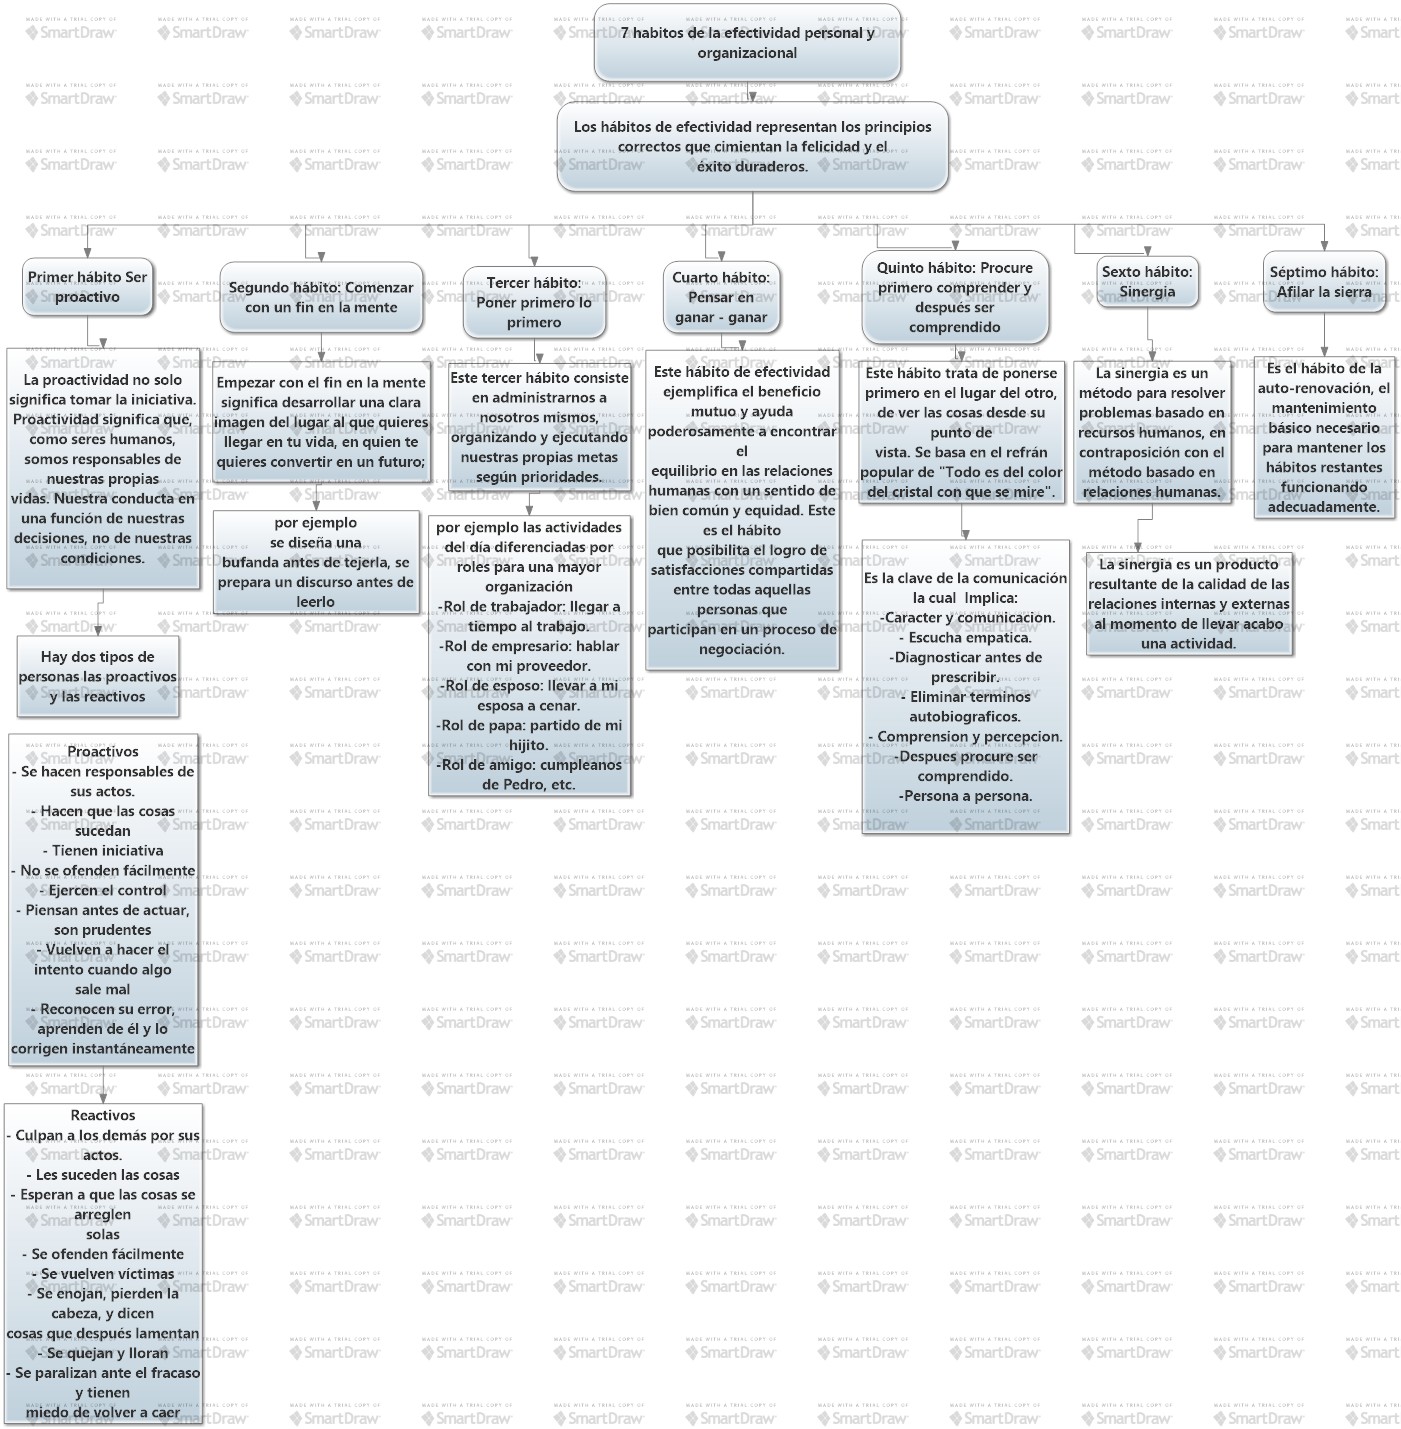 7 habitos de la efectividad personal y
organizacional
Los hábitos de efectividad representan los principios
correctos que cimientan la felicidad y el
éxito duraderos.
Primer hábito Ser
proactivo
La proactividad no solo
significa tomar la iniciativa.
Proactividad significa que,
como seres humanos,
somos responsables de
nuestras propias
vidas. Nuestra conducta en
una función de nuestras
decisiones, no de nuestras
condiciones.
Hay dos tipos de
personas las proactivos
y las reactivos
Proactivos
- Se hacen responsables de
sus actos.
- Hacen que las cosas
sucedan
- Tienen iniciativa
- No se ofenden fácilmente
- Ejercen el control
- Piensan antes de actuar,
son prudentes
- Vuelven a hacer el
intento cuando algo
sale mal
- Reconocen su error,
aprenden de él y lo
corrigen instantáneamente
Reactivos
- Culpan a los demás por sus
actos.
- Les suceden las cosas
- Esperan a que las cosas se
arreglen
solas
- Se ofenden fácilmente
- Se vuelven víctimas
- Se enojan, pierden la
cabeza, y dicen
cosas que después lamentan
- Se quejan y lloran
- Se paralizan ante el fracaso
y tienen
miedo de volver a caer
Segundo hábito: Comenzar
con un fin en la mente
Empezar con el fin en la mente
significa desarrollar una clara
imagen del lugar al que quieres
llegar en tu vida, en quien te
quieres convertir en un futuro;
por ejemplo
se diseña una
bufanda antes de tejerla, se
prepara un discurso antes de
leerlo
Tercer hábito:
Poner primero lo
primero
Este tercer hábito consiste
en administrarnos a
nosotros mismos,
organizando y ejecutando
nuestras propias metas
según prioridades.
por ejemplo las actividades
del día diferenciadas por
roles para una mayor
organización
-Rol de trabajador: llegar a
tiempo al trabajo.
-Rol de empresario: hablar
con mi proveedor.
-Rol de esposo: llevar a mi
esposa a cenar.
-Rol de papa: partido de mi
hijito.
-Rol de amigo: cumpleanos
de Pedro, etc.
Cuarto hábito:
Pensar en
ganar - ganar
Este hábito de efectividad
ejemplifica el beneficio
mutuo y ayuda
poderosamente a encontrar
el
equilibrio en las relaciones
humanas con un sentido de
bien común y equidad. Este
es el hábito
que posibilita el logro de
satisfacciones compartidas
entre todas aquellas
personas que
participan en un proceso de
negociación.
Quinto hábito: Procure
primero comprender y
después ser
comprendido
Este hábito trata de ponerse
primero en el lugar del otro,
de ver las cosas desde su
punto de
vista. Se basa en el refrán
popular de "Todo es del color
del cristal con que se mire".
Es la clave de la comunicación
la cual Implica:
-Caracter y comunicacion.
- Escucha empatica.
-Diagnosticar antes de
prescribir.
- Eliminar terminos
autobiograficos.
- Comprension y percepcion.
-Despues procure ser
comprendido.
-Persona a persona.
Sexto hábito:
Sinergia
La sinergia es un
método para resolver
problemas basado en
recursos humanos, en
contraposición con el
método basado en
relaciones humanas.
La sinergia es un producto
resultante de la calidad de las
relaciones internas y externas
al momento de llevar acabo
una actividad.
Séptimo hábito:
Afilar la sierra
Es el hábito de la
auto-renovación, el
mantenimiento
básico necesario
para mantener los
hábitos restantes
funcionando
adecuadamente.
MADE WITH A TRIAL COPY OF
SmartDraw